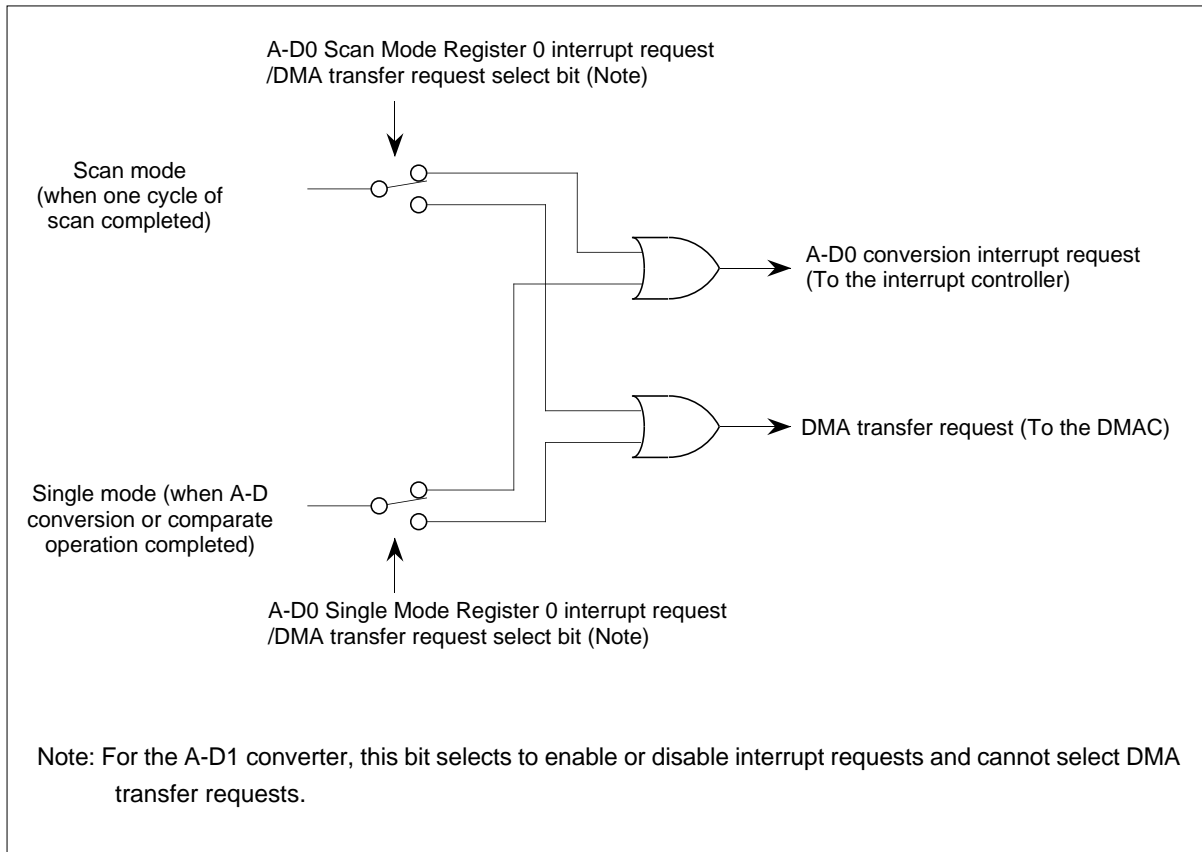 A-D0 Scan Mode Register 0 interrupt request
/DMA transfer request select bit (Note)
Scan mode
(when one cycle of
scan completed)
A-D0 conversion interrupt request
(To the interrupt controller)
DMA transfer request (To the DMAC)
Single mode (when A-D
conversion or comparate
operation completed)
A-D0 Single Mode Register 0 interrupt request
/DMA transfer request select bit (Note)
Note: For the A-D1 converter, this bit selects to enable or disable interrupt requests and cannot select DMA
transfer requests.